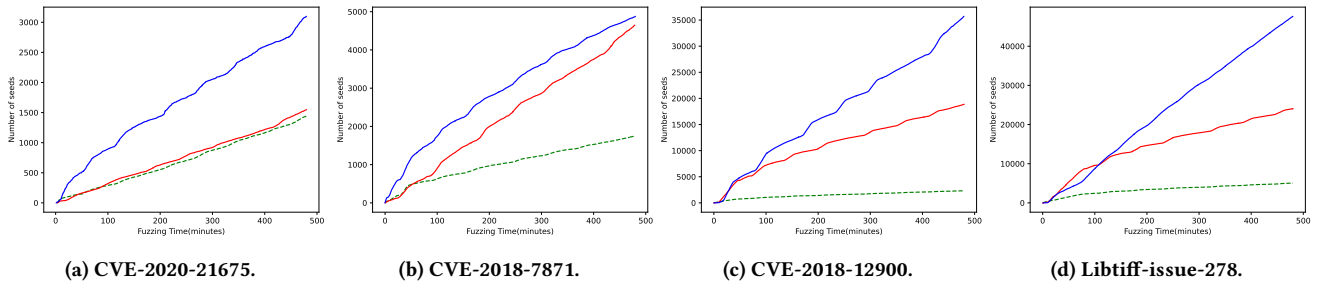 Number of seeds
3000
2500
2000
1500
1000
500
0
0 100 200 300 400 500
Fuzzing Time(minutes)
(a) CVE-2020-21675.
Number of seeds
5000
4000
3000
2000
1000
0
0 100 200 300 400 500
Fuzzing Time(minutes)
(b) CVE-2018-7871.
Number of seeds
35000
30000
25000
20000
15000
10000
5000
0
0 100 200 300 400 500
Fuzzing Time(minutes)
(c) CVE-2018-12900.
Number of seeds
40000
30000
20000
10000
0
0 100 200 300 400 500
Fuzzing Time(minutes)
(d) Libtiff-issue-278.